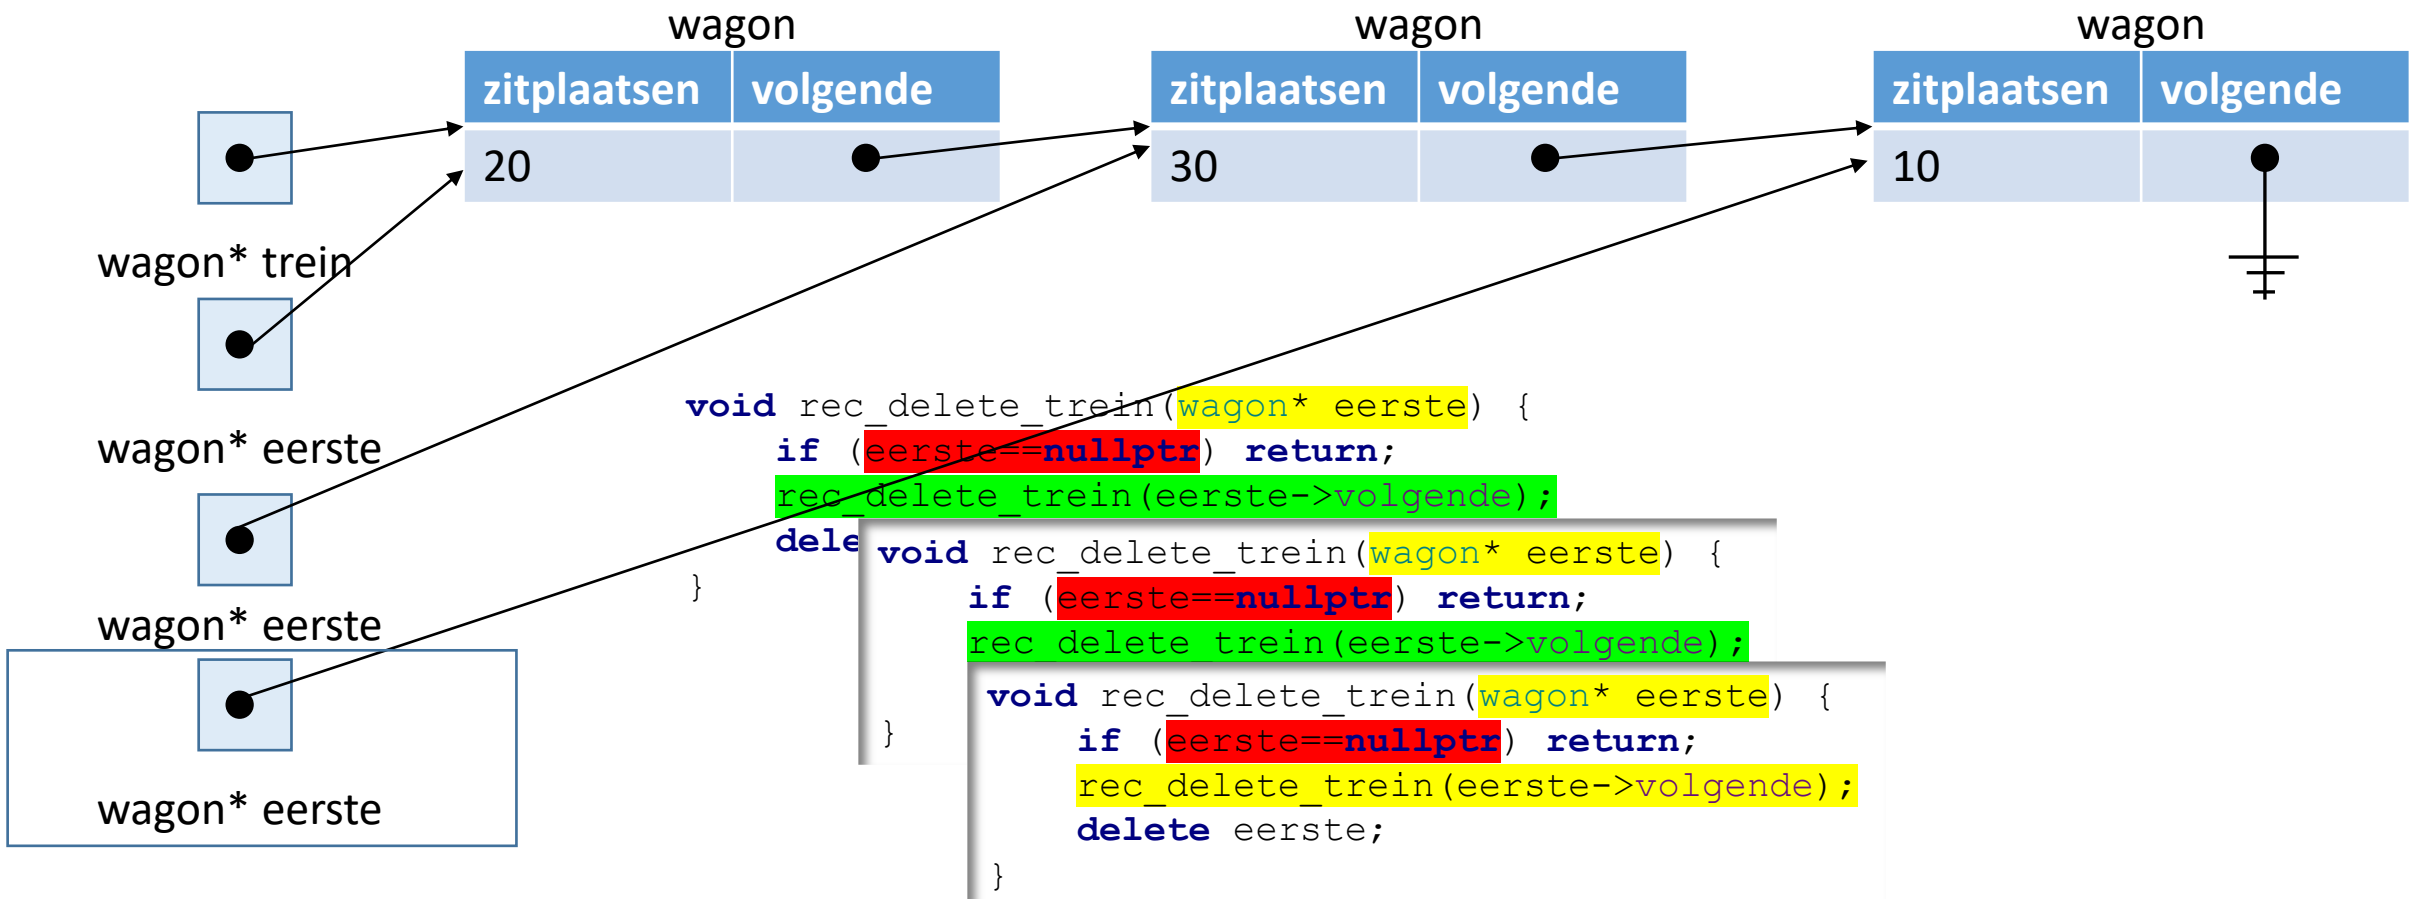 wagon wagon wagon
zitplaatsen volgende zitplaatsen volgende zitplaatsen volgende
20 30 10
wagon* trein
wagon* eerste
wagon* eerste
wagon* eerste
void rec_delete_trein(wagon* eerste) {
if (eerste==nullptr) return;
rec_delete_trein(eerste->volgende);
dele
}
void rec_delete_trein(wagon* eerste) {
if (eerste==nullptr) return;
rec_delete_trein(eerste->volgende);
}
void rec_delete_trein(wagon* eerste) {
if (eerste==nullptr) return;
rec_delete_trein(eerste->volgende);
delete eerste;
}